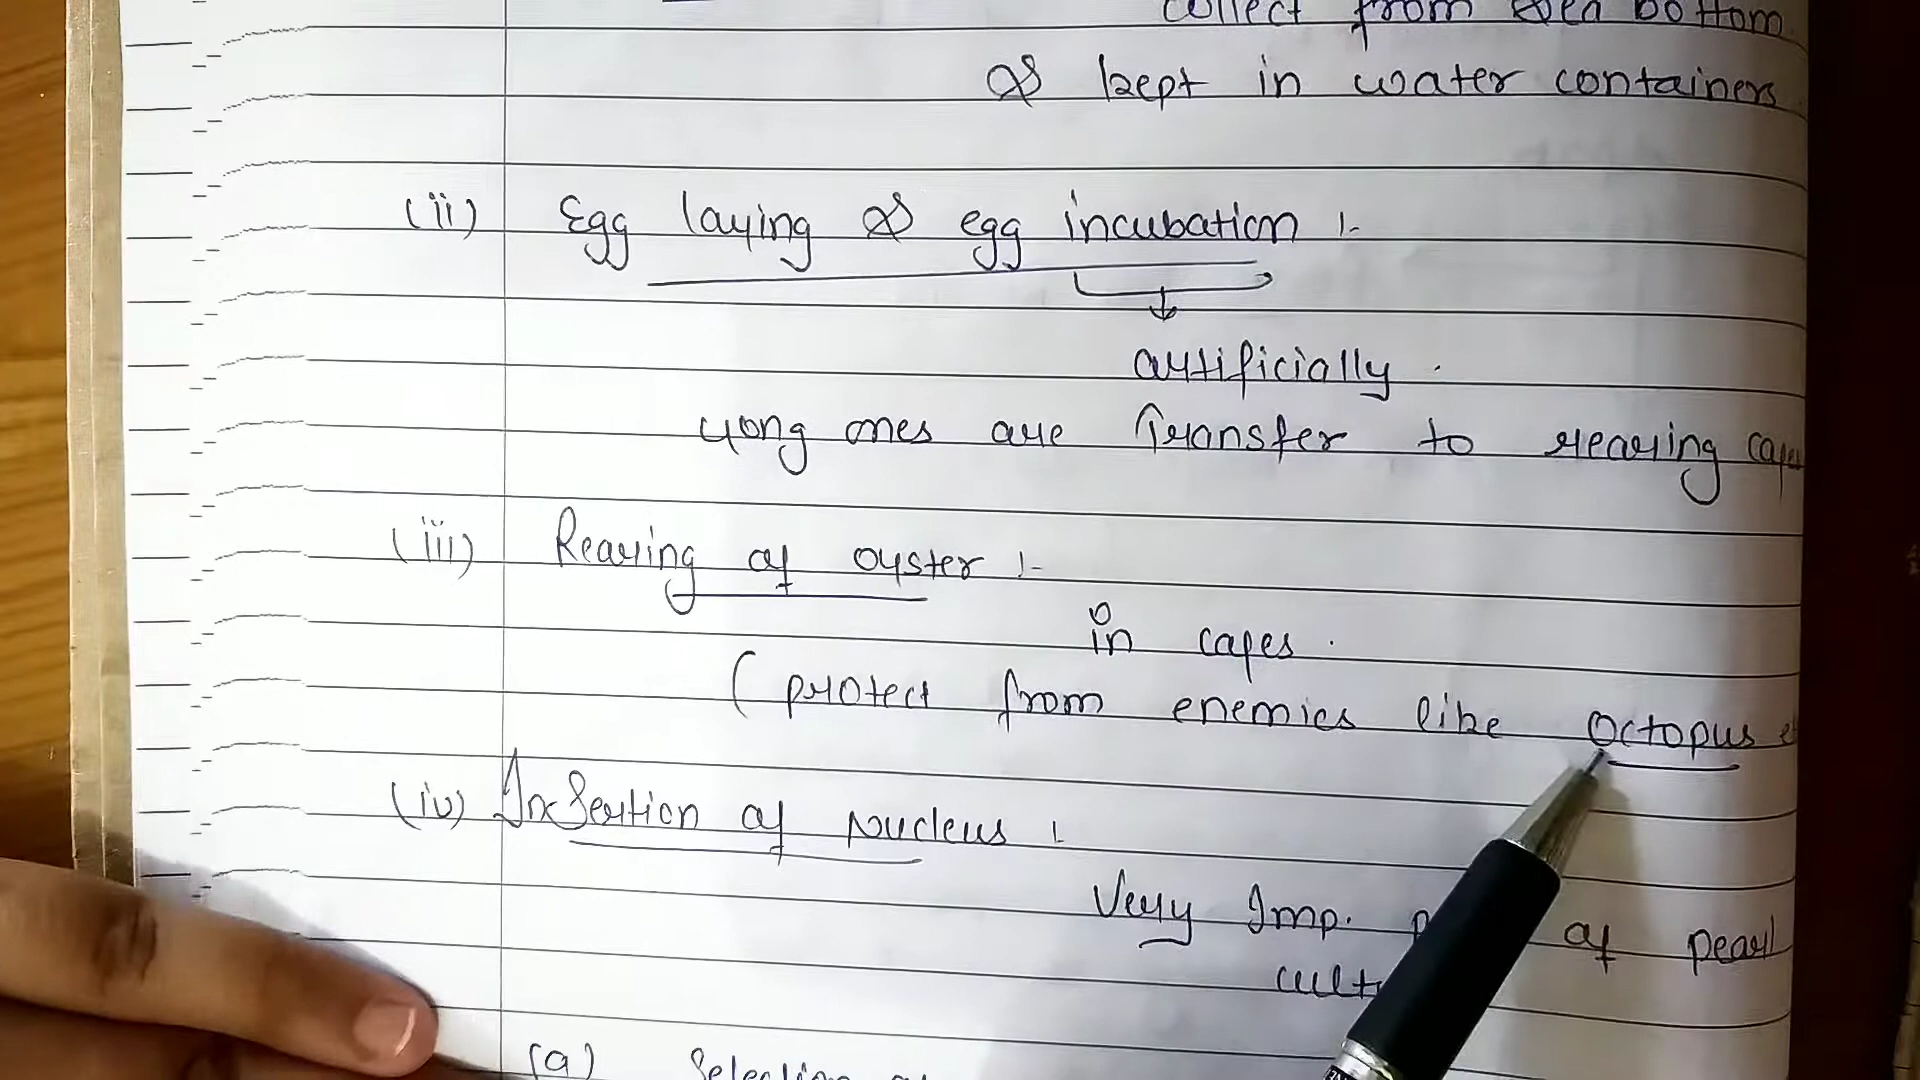 collect from sea bottom
& kept in water containers
(ii) Egg laying & egg incubation :-
artificially .
yong ones are Transfer to rearing
(iii) Rearing of oyster :-
in capes .
( protect from enemies like Octopus
(iv) Insertion of Nucleus :
Very Imp. of pearl
(a)